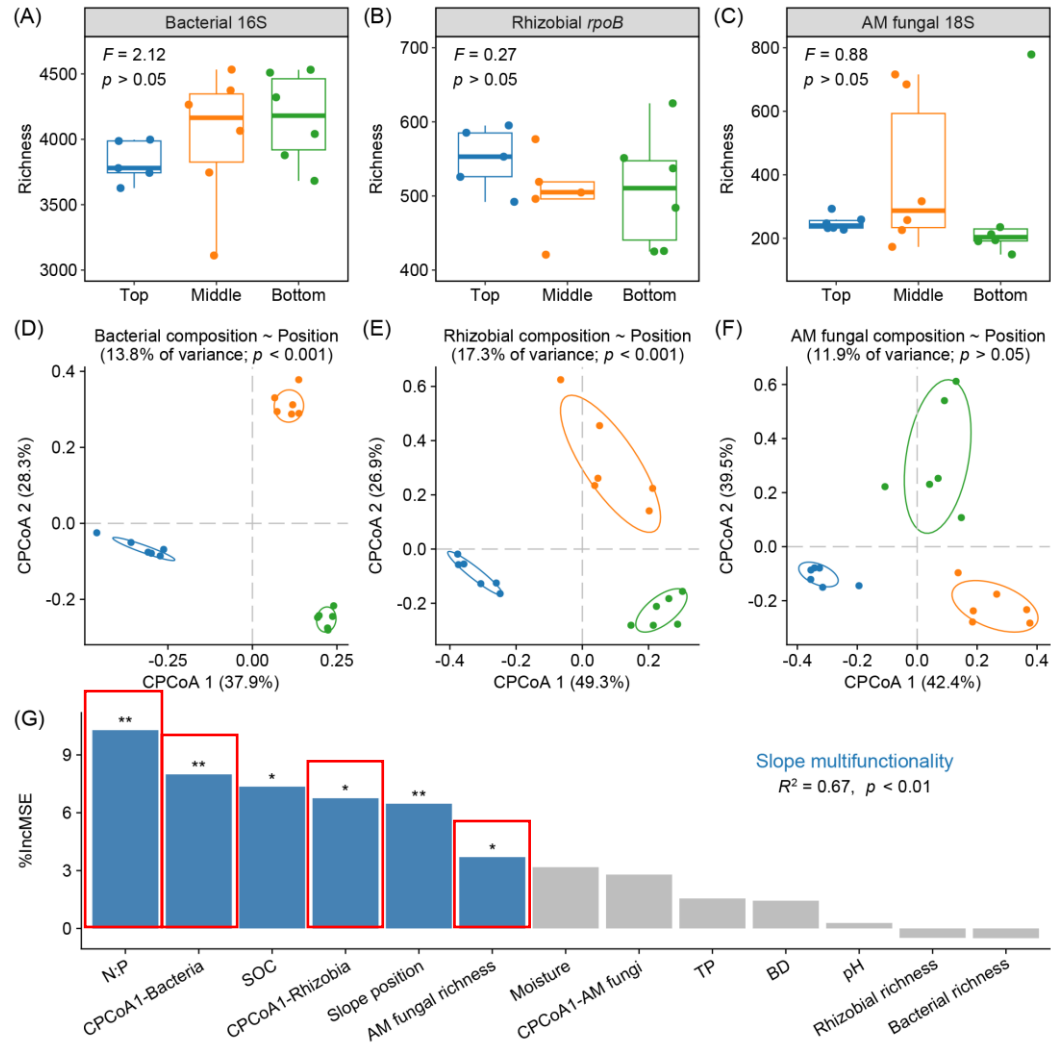 (A)
Bacterial 16S
F = 2.12
p > 0.05
Richness
4500
4000
3500
3000
Top
Middle
Bottom
(B)
Rhizobial rpoB
F = 0.27
p > 0.05
Richness
700
600
500
400
Top
Middle
Bottom
(C)
AM fungal 18S
F = 0.88
p > 0.05
Richness
800
600
400
200
Top
Middle
Bottom
(D)
Bacterial composition ~ Position
(13.8% of variance; p < 0.001)
CPCoA 2 (28.3%)
0.4
0.2
0.0
-0.2
-0.25
0.00
0.25
CPCoA 1 (37.9%)
(E)
Rhizobial composition ~ Position
(17.3% of variance; p < 0.001)
CPCoA 2 (26.9%)
0.6
0.4
0.2
0.0
-0.2
-0.4
-0.2
0.0
0.2
0.4
CPCoA 1 (49.3%)
(F)
AM fungal composition ~ Position
(11.9% of variance; p > 0.05)
CPCoA 2 (39.5%)
0.6
0.4
0.2
0.0
-0.2
-0.4
-0.2
0.0
0.2
0.4
CPCoA 1 (42.4%)
(G)
%IncMSE
9
6
3
0
**
**
*
*
**
*
Slope multifunctionality
R² = 0.67, p < 0.01
N:P
CPCoA1-Bacteria
SOC
CPCoA1-Rhizobia
Slope position
AM fungal richness
Moisture
CPCoA1-AM fungi
TP
BD
pH
Rhizobial richness
Bacterial richness